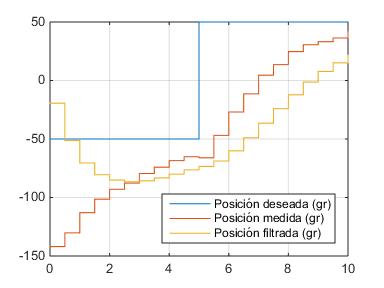 50
0
-50
-100
-150
0 2 4 6 8 10
Posición deseada (gr)
Posición medida (gr)
Posición filtrada (gr)